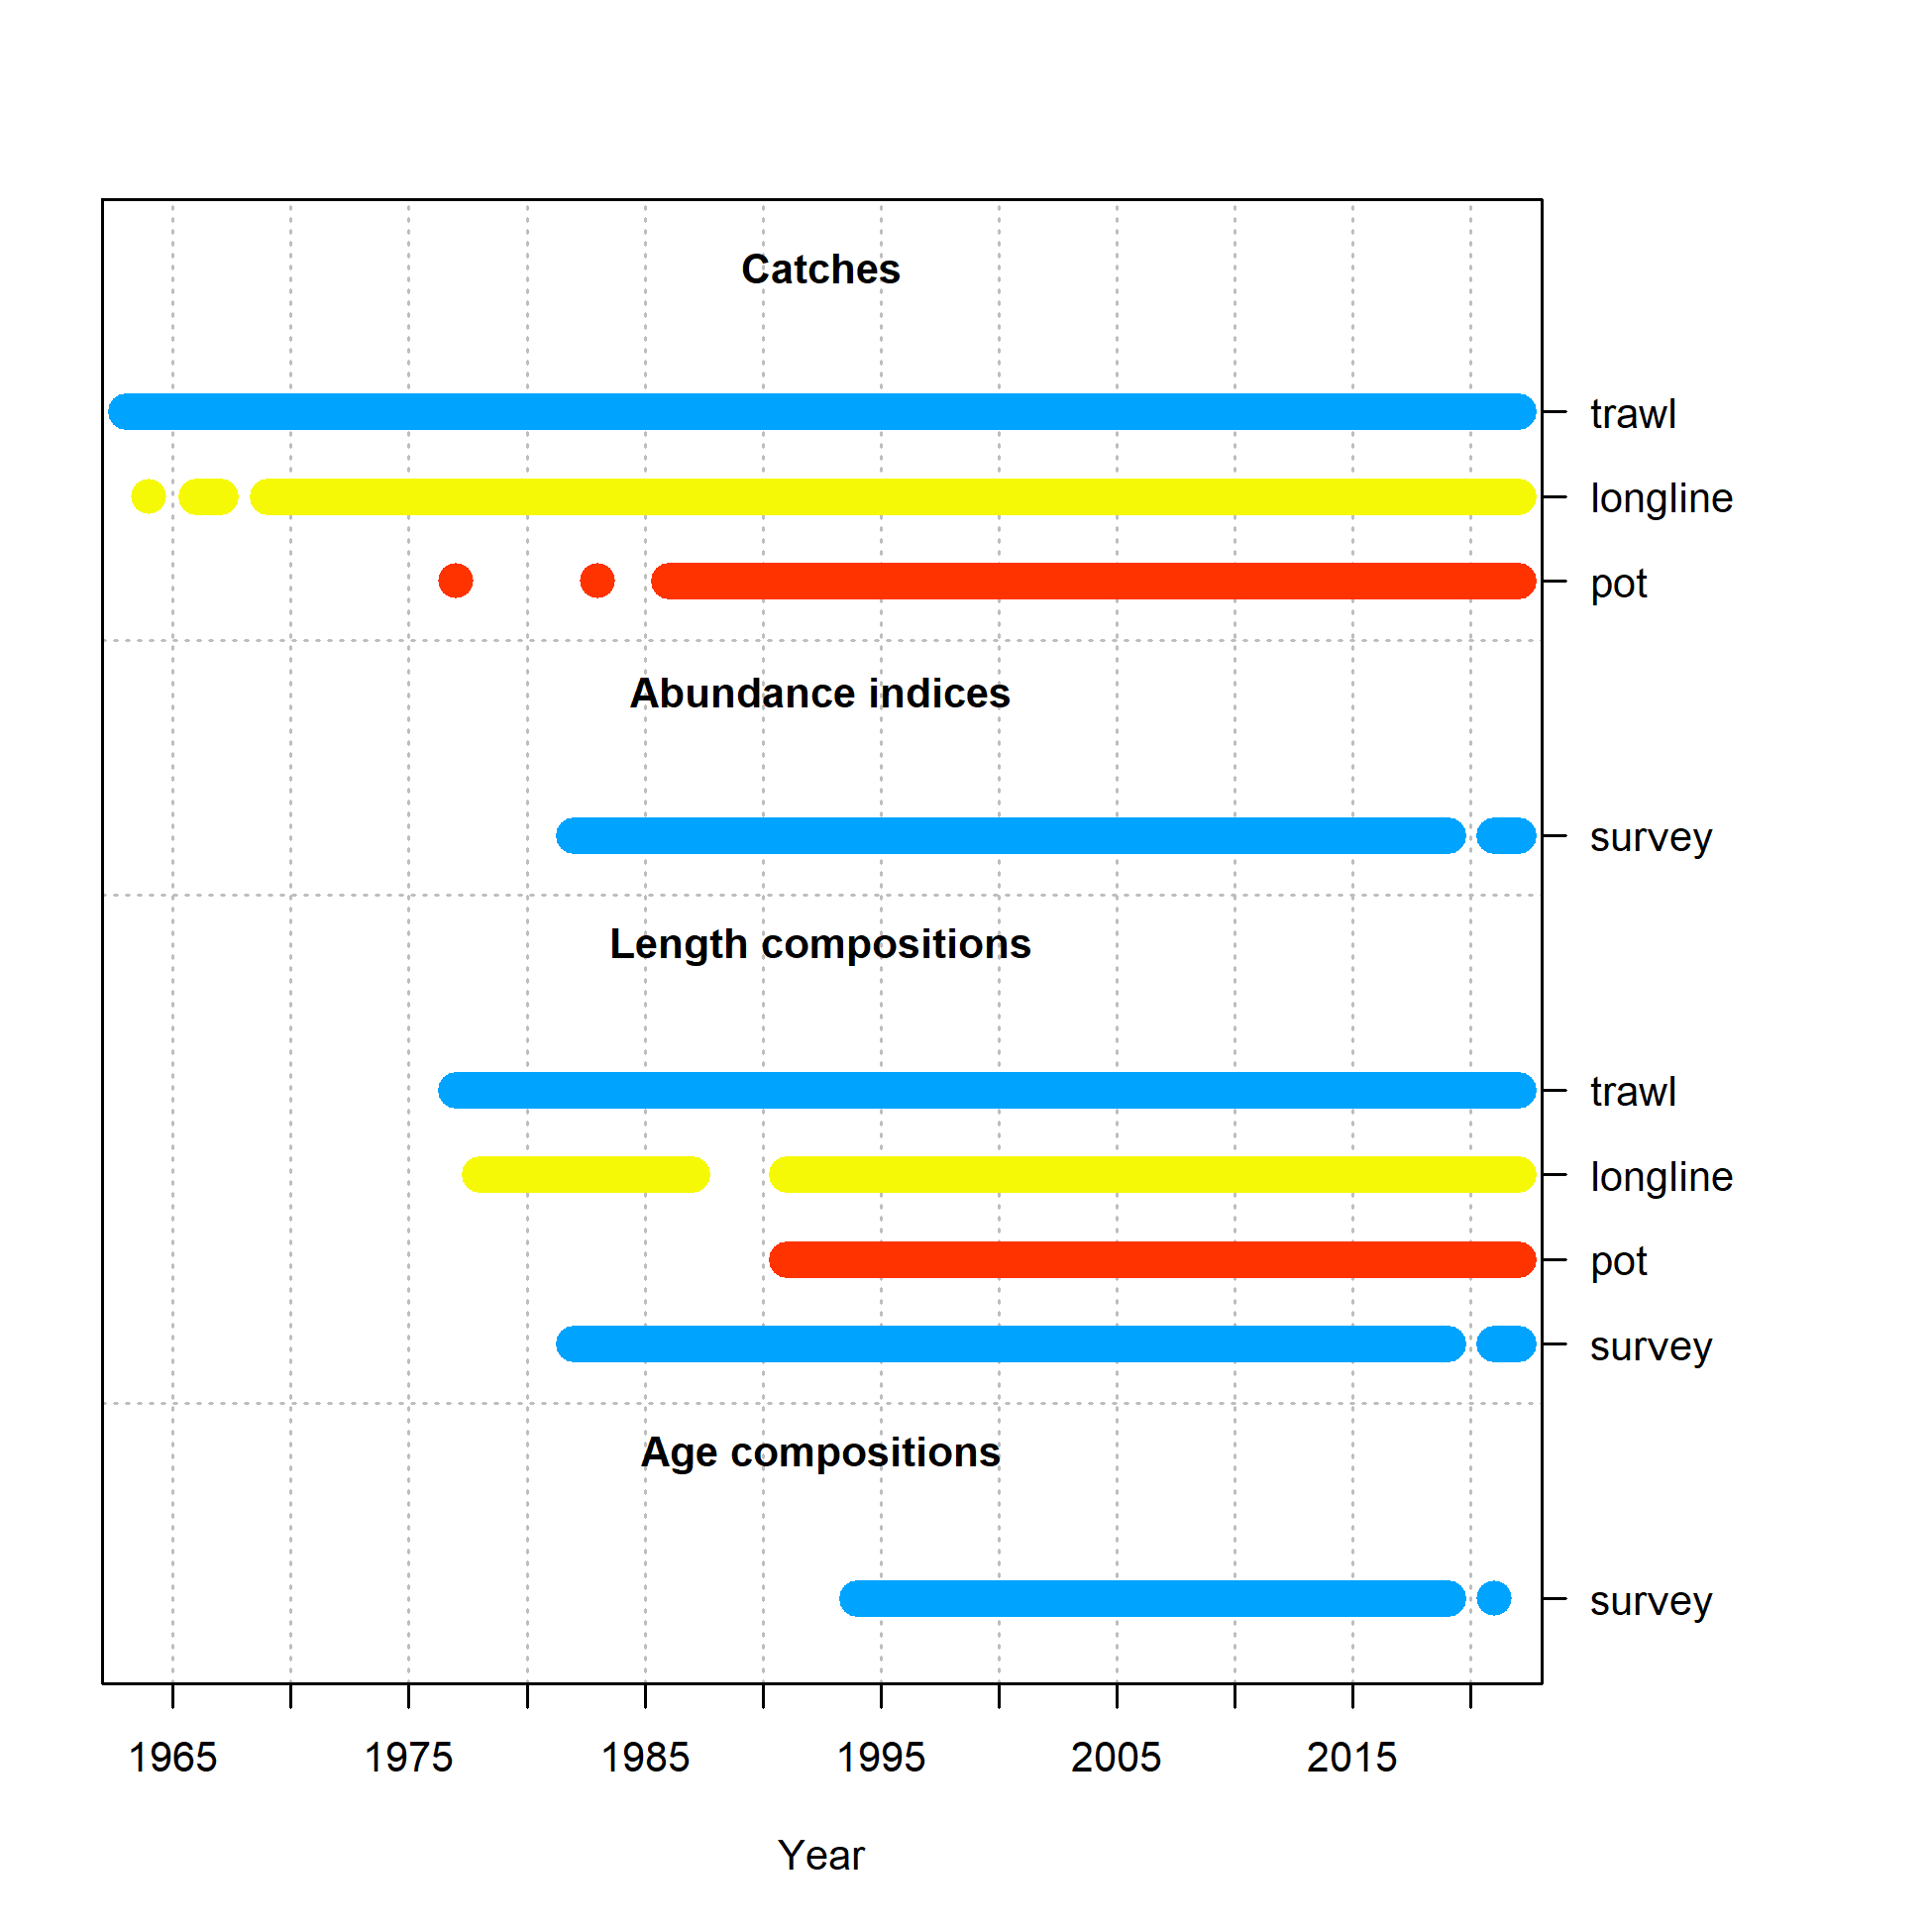 Catches
trawl
longline
pot
Abundance indices
survey
Length compositions
trawl
longline
pot
survey
Age compositions
survey
1965 1975 1985 1995 2005 2015
Year